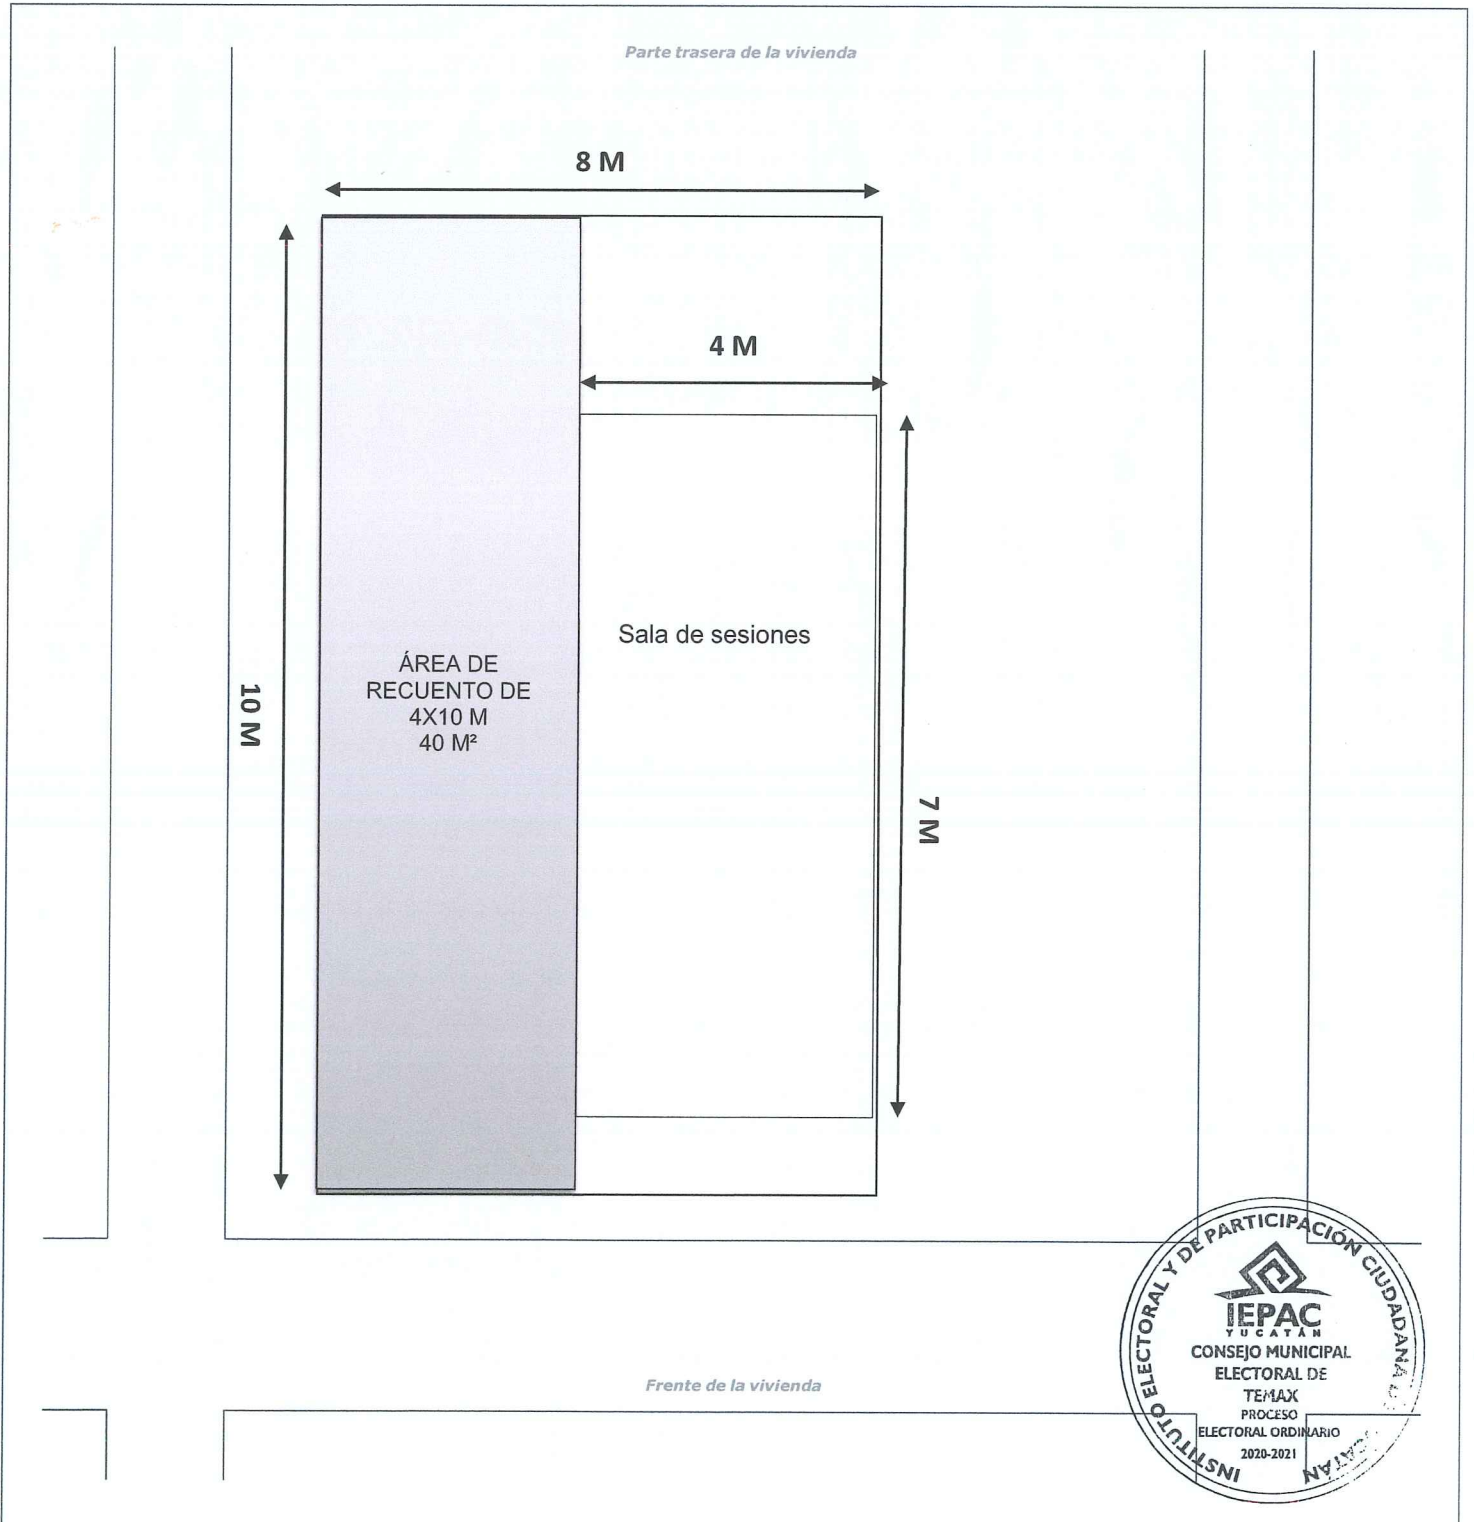 Parte trasera de la vivienda
8 M
4 M
10 M
ÁREA DE
RECUENTO DE
4X10 M
40 M²
Sala de sesiones
7 M
Frente de la vivienda
INSTITUTO ELECTORAL Y DE PARTICIPACIÓN CIUDADANA
IEPAC
YUCATÁN
CONSEJO MUNICIPAL
ELECTORAL DE
TEMAX
PROCESO
ELECTORAL ORDINARIO
2020-2021